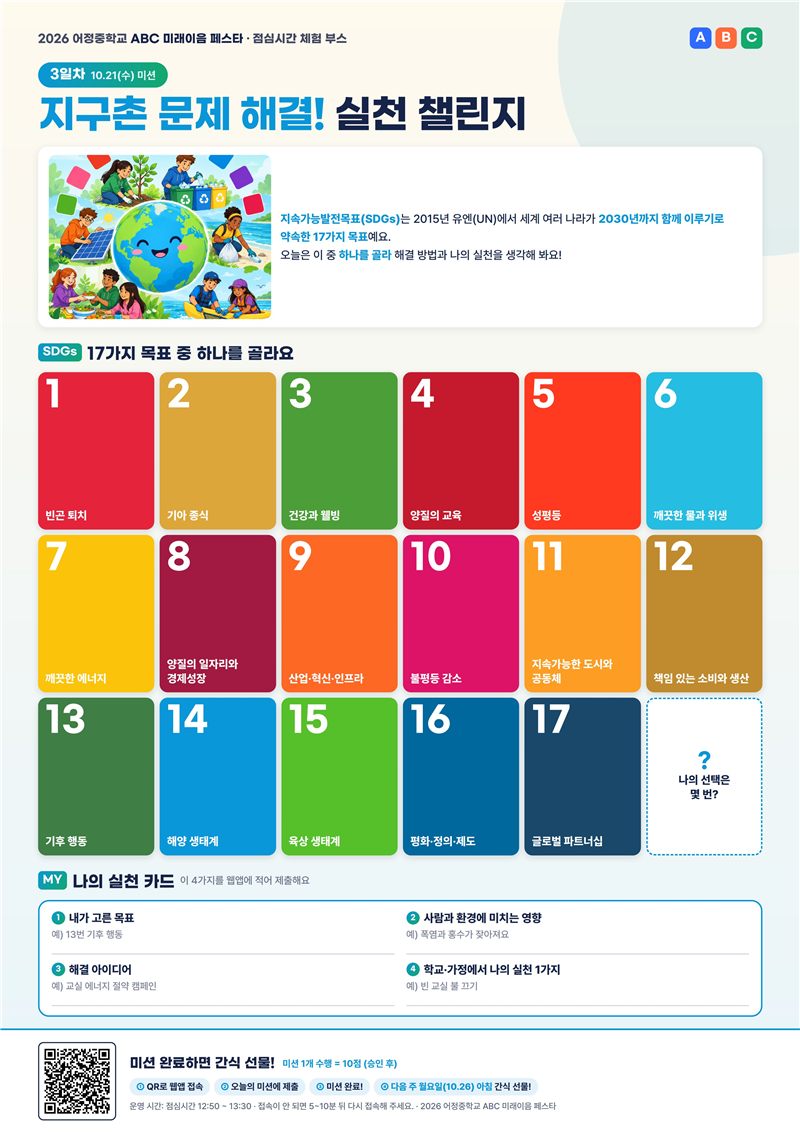 2026 어정중학교 ABC 미래이음 페스타 · 점심시간 체험 부스
A B C
3일차 10.21(수) 미션
지구촌 문제 해결! 실천 챌린지
지속가능발전목표(SDGs)는 2015년 유엔(UN)에서 세계 여러 나라가 2030년까지 함께 이루기로
약속한 17가지 목표예요.
오늘은 이 중 하나를 골라 해결 방법과 나의 실천을 생각해 봐요!
SDGs 17가지 목표 중 하나를 골라요
1
빈곤 퇴치
2
기아 종식
3
건강과 웰빙
4
양질의 교육
5
성평등
6
깨끗한 물과 위생
7
깨끗한 에너지
8
양질의 일자리와
경제성장
9
산업·혁신·인프라
10
불평등 감소
11
지속가능한 도시와
공동체
12
책임 있는 소비와 생산
13
기후 행동
14
해양 생태계
15
육상 생태계
16
평화·정의·제도
17
글로벌 파트너십
?
나의 선택은
몇 번?
MY 나의 실천 카드 이 4가지를 웹앱에 적어 제출해요
1 내가 고른 목표
예) 13번 기후 행동
2 사람과 환경에 미치는 영향
예) 폭염과 홍수가 잦아져요
3 해결 아이디어
예) 교실 에너지 절약 캠페인
4 학교·가정에서 나의 실천 1가지
예) 빈 교실 불 끄기
미션 완료하면 간식 선물! 미션 1개 수행 = 10점 (승인 후)
① QR로 웹앱 접속 ② 오늘의 미션에 제출 ③ 미션 완료! ④ 다음 주 월요일(10.26) 아침 간식 선물!
운영 시간: 점심시간 12:50 ~ 13:30 · 접속이 안 되면 5~10분 뒤 다시 접속해 주세요. · 2026 어정중학교 ABC 미래이음 페스타